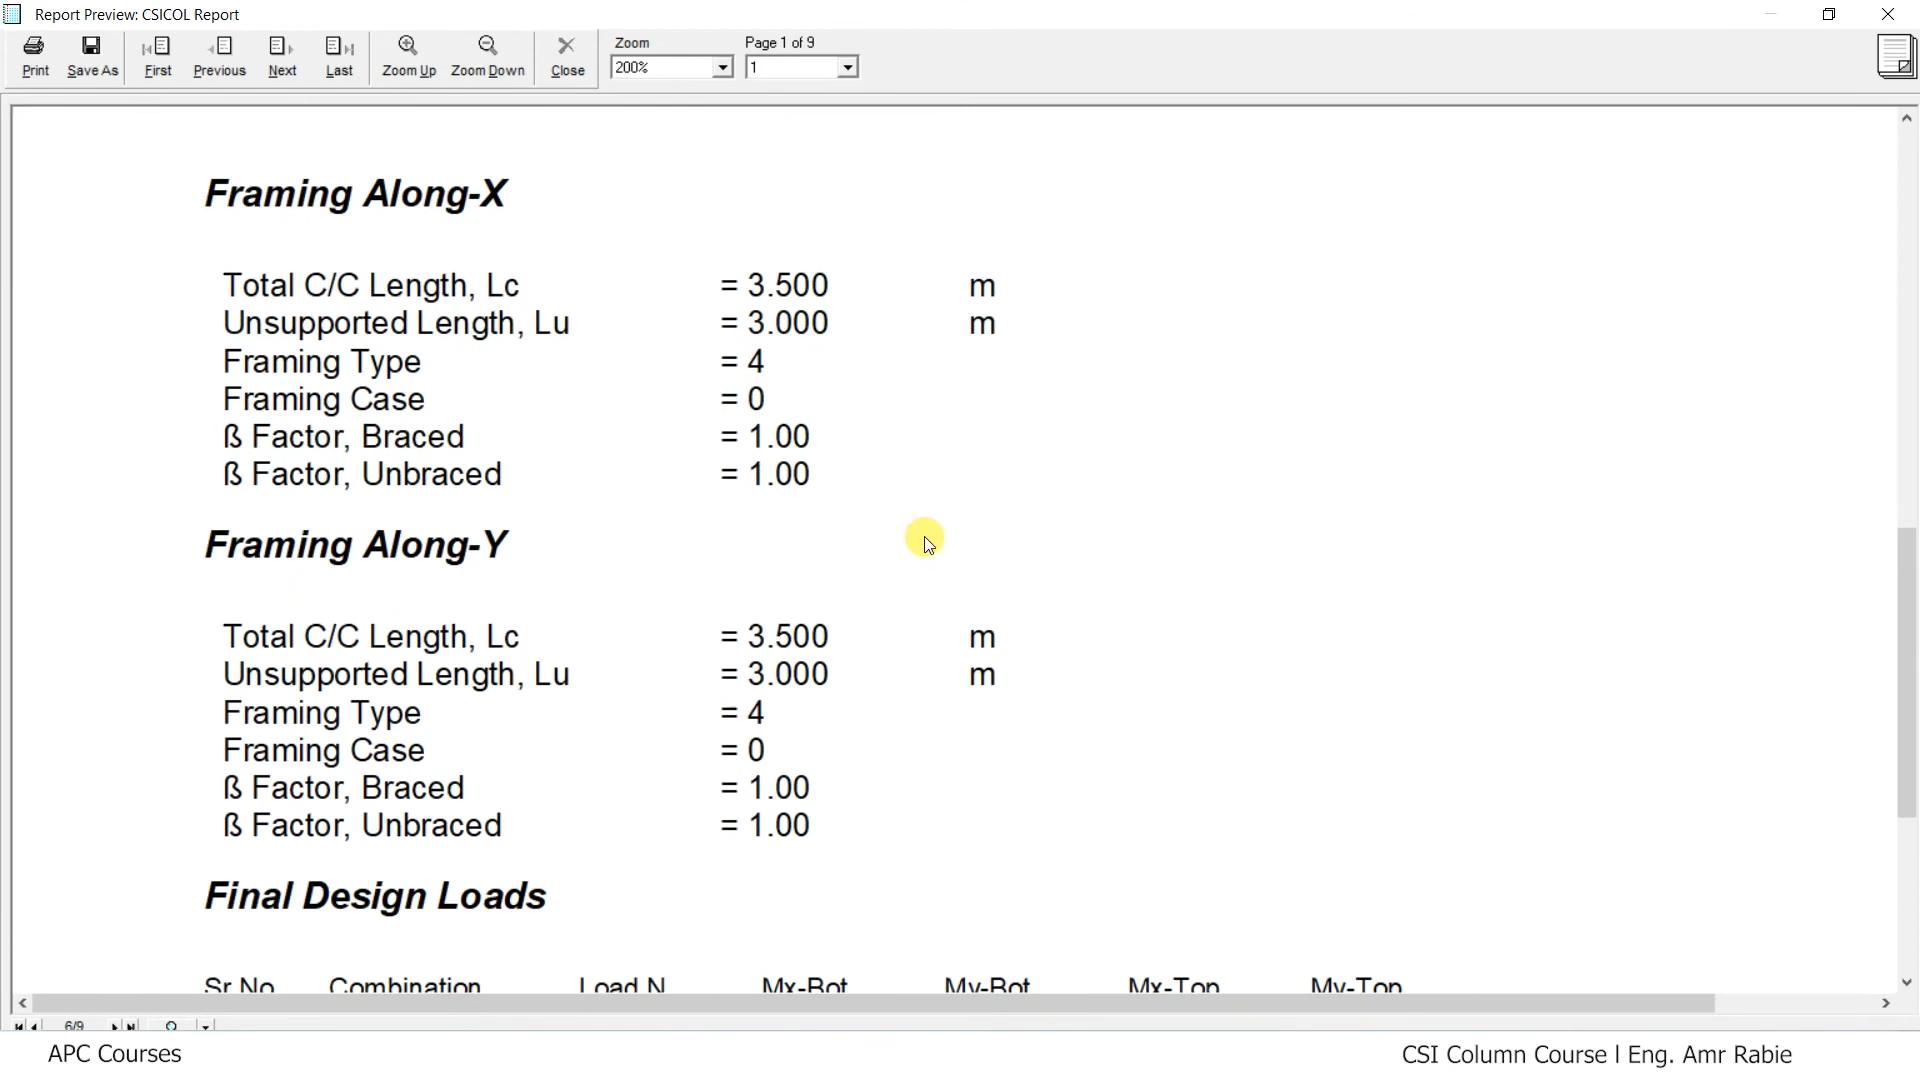 Report Preview: CSICOL Report
Print Save As First Previous Next Last Zoom Up Zoom Down Close Zoom 200% Page 1 of 9 1
Framing Along-X
Total C/C Length, Lc = 3.500 m
Unsupported Length, Lu = 3.000 m
Framing Type = 4
Framing Case = 0
ß Factor, Braced = 1.00
ß Factor, Unbraced = 1.00
Framing Along-Y
Total C/C Length, Lc = 3.500 m
Unsupported Length, Lu = 3.000 m
Framing Type = 4
Framing Case = 0
ß Factor, Braced = 1.00
ß Factor, Unbraced = 1.00
Final Design Loads
Sr.No Combination Load N Mx-Bot My-Bot Mx-Top My-Top
6/9
APC Courses CSI Column Course l Eng. Amr Rabie